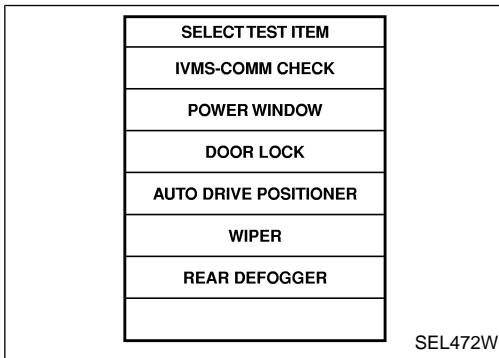 SELECT TEST ITEM
IVMS-COMM CHECK
POWER WINDOW
DOOR LOCK
AUTO DRIVE POSITIONER
WIPER
REAR DEFOGGER
SEL472W